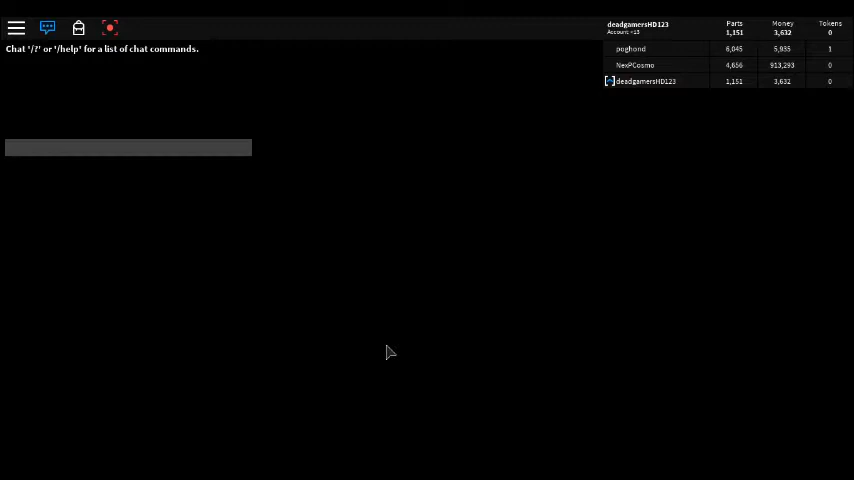 deadgamersHD123
Account: +13
Parts Money Tokens
1,151 3,632 0
Chat '/?' or '/help' for a list of chat commands.
poghond 6,045 5,935 1
NexPCosmo 4,656 913,293 0
deadgamersHD123 1,151 3,632 0